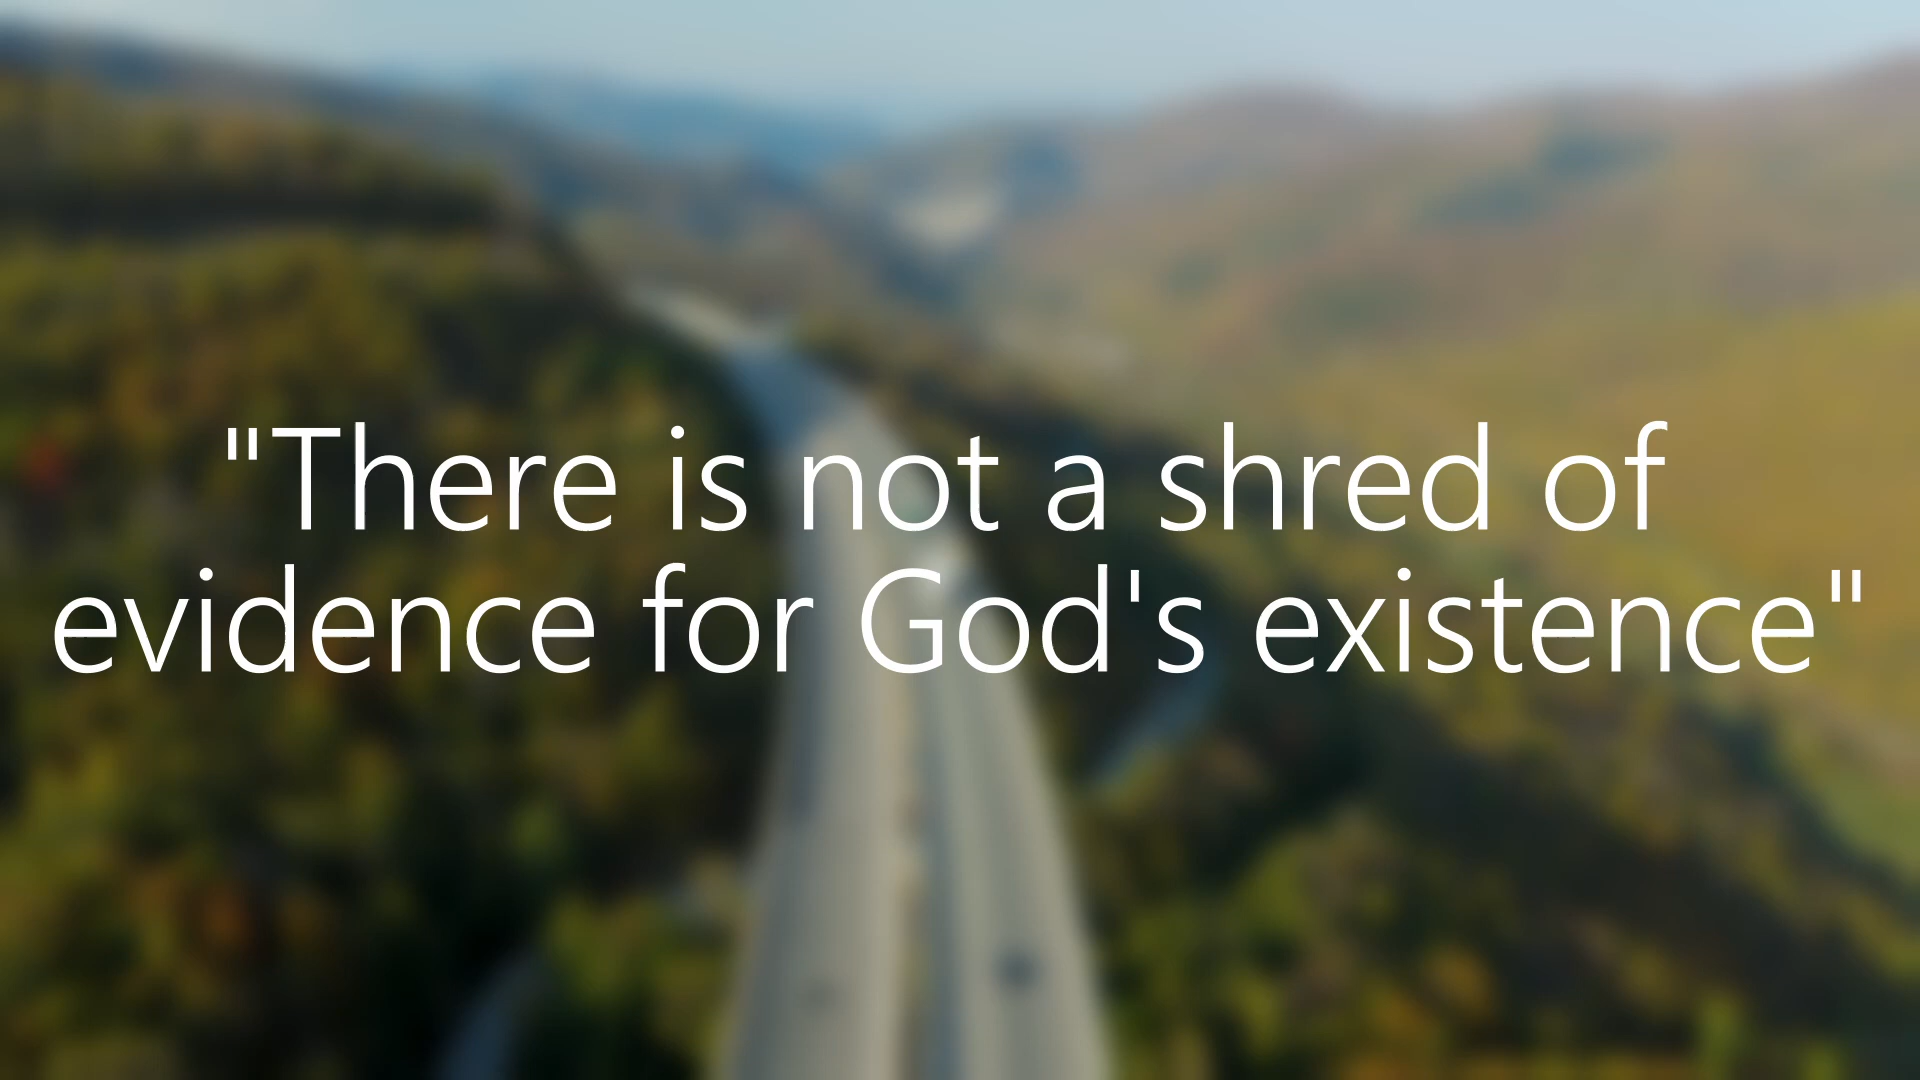 "There is not a shred of
evidence for God's existence"